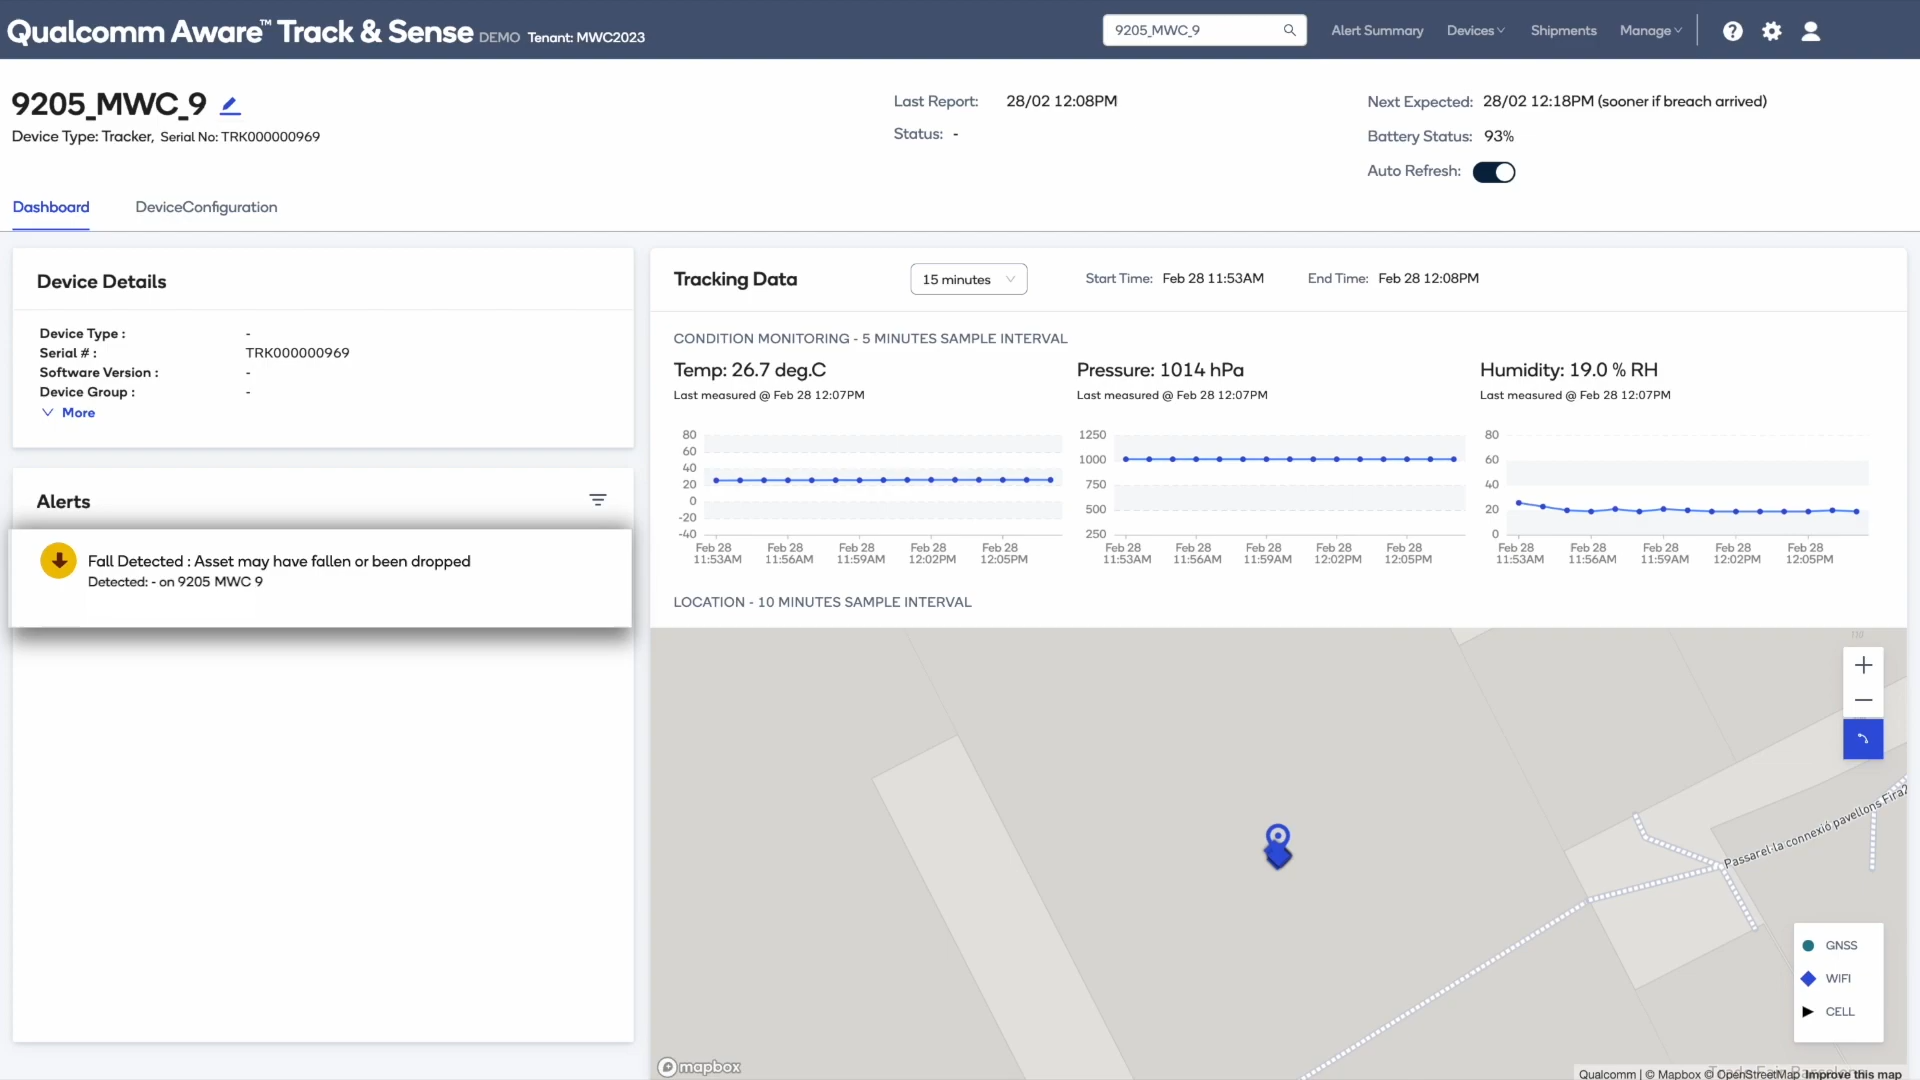 Qualcomm Aware™ Track & Sense DEMO Tenant: MWC2023
9205_MWC_9
Alert Summary
Devices
Shipments
Manage
9205_MWC_9
Device Type: Tracker, Serial No: TRK000000969
Last Report: 28/02 12:08PM
Status: -
Next Expected: 28/02 12:18PM (sooner if breach arrived)
Battery Status: 93%
Auto Refresh:
Dashboard
DeviceConfiguration
Device Details
Device Type : -
Serial # : TRK000000969
Software Version : -
Device Group : -
More
Alerts
Fall Detected : Asset may have fallen or been dropped
Detected: - on 9205 MWC 9
Tracking Data
15 minutes
Start Time: Feb 28 11:53AM
End Time: Feb 28 12:08PM
CONDITION MONITORING - 5 MINUTES SAMPLE INTERVAL
Temp: 26.7 deg.C
Last measured @ Feb 28 12:07PM
80
60
40
20
0
-20
-40
Feb 28 11:53AM
Feb 28 11:56AM
Feb 28 11:59AM
Feb 28 12:02PM
Feb 28 12:05PM
Pressure: 1014 hPa
Last measured @ Feb 28 12:07PM
1250
1000
750
500
250
Feb 28 11:53AM
Feb 28 11:56AM
Feb 28 11:59AM
Feb 28 12:02PM
Feb 28 12:05PM
Humidity: 19.0 % RH
Last measured @ Feb 28 12:07PM
80
60
40
20
0
Feb 28 11:53AM
Feb 28 11:56AM
Feb 28 11:59AM
Feb 28 12:02PM
Feb 28 12:05PM
LOCATION - 10 MINUTES SAMPLE INTERVAL
110
Passarel·la connexió pavellons Fira2
GNSS
WIFI
CELL
mapbox
Qualcomm | © Mapbox © OpenStreetMap Improve this map